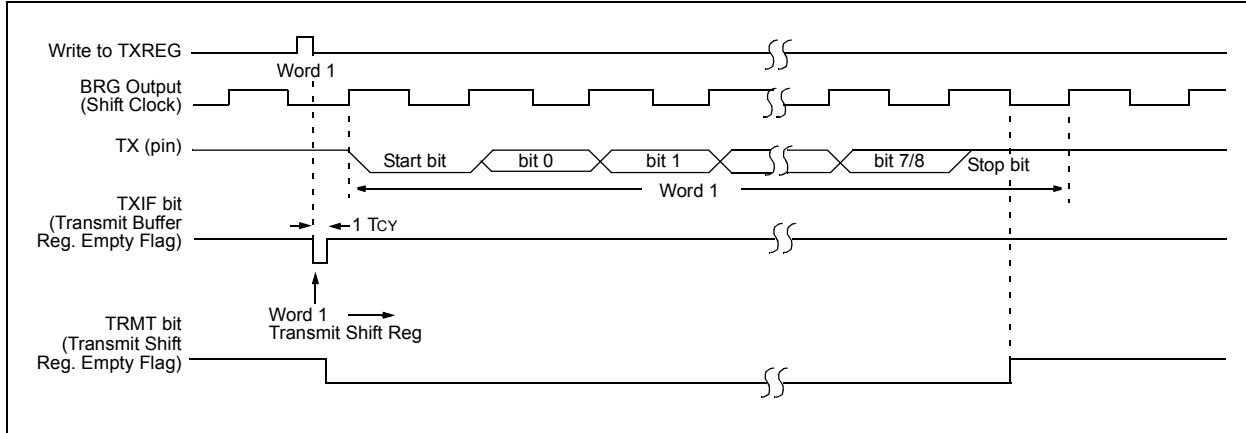 Write to TXREG
Word 1
BRG Output
(Shift Clock)
TX (pin)
Start bit
bit 0
bit 1
bit 7/8
Stop bit
Word 1
TXIF bit
(Transmit Buffer
Reg. Empty Flag)
1 TCY
Word 1
Transmit Shift Reg
TRMT bit
(Transmit Shift
Reg. Empty Flag)